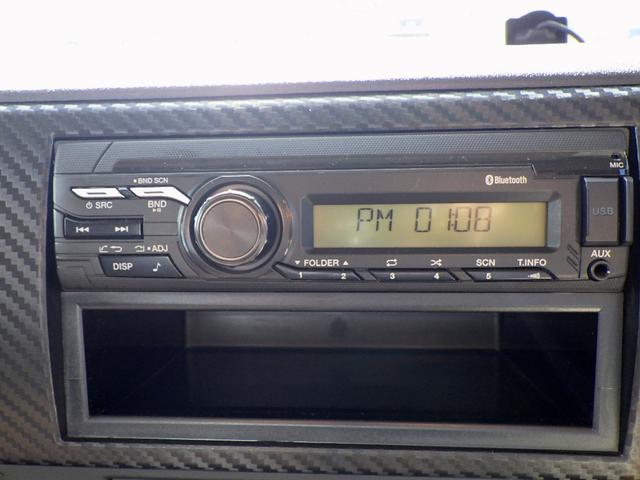 BND SCN
Bluetooth
MIC
SRC
BND
PM 01:08
USB
ADJ
DISP
FOLDER
SCN
T.INFO
AUX
1
2
3
4
5